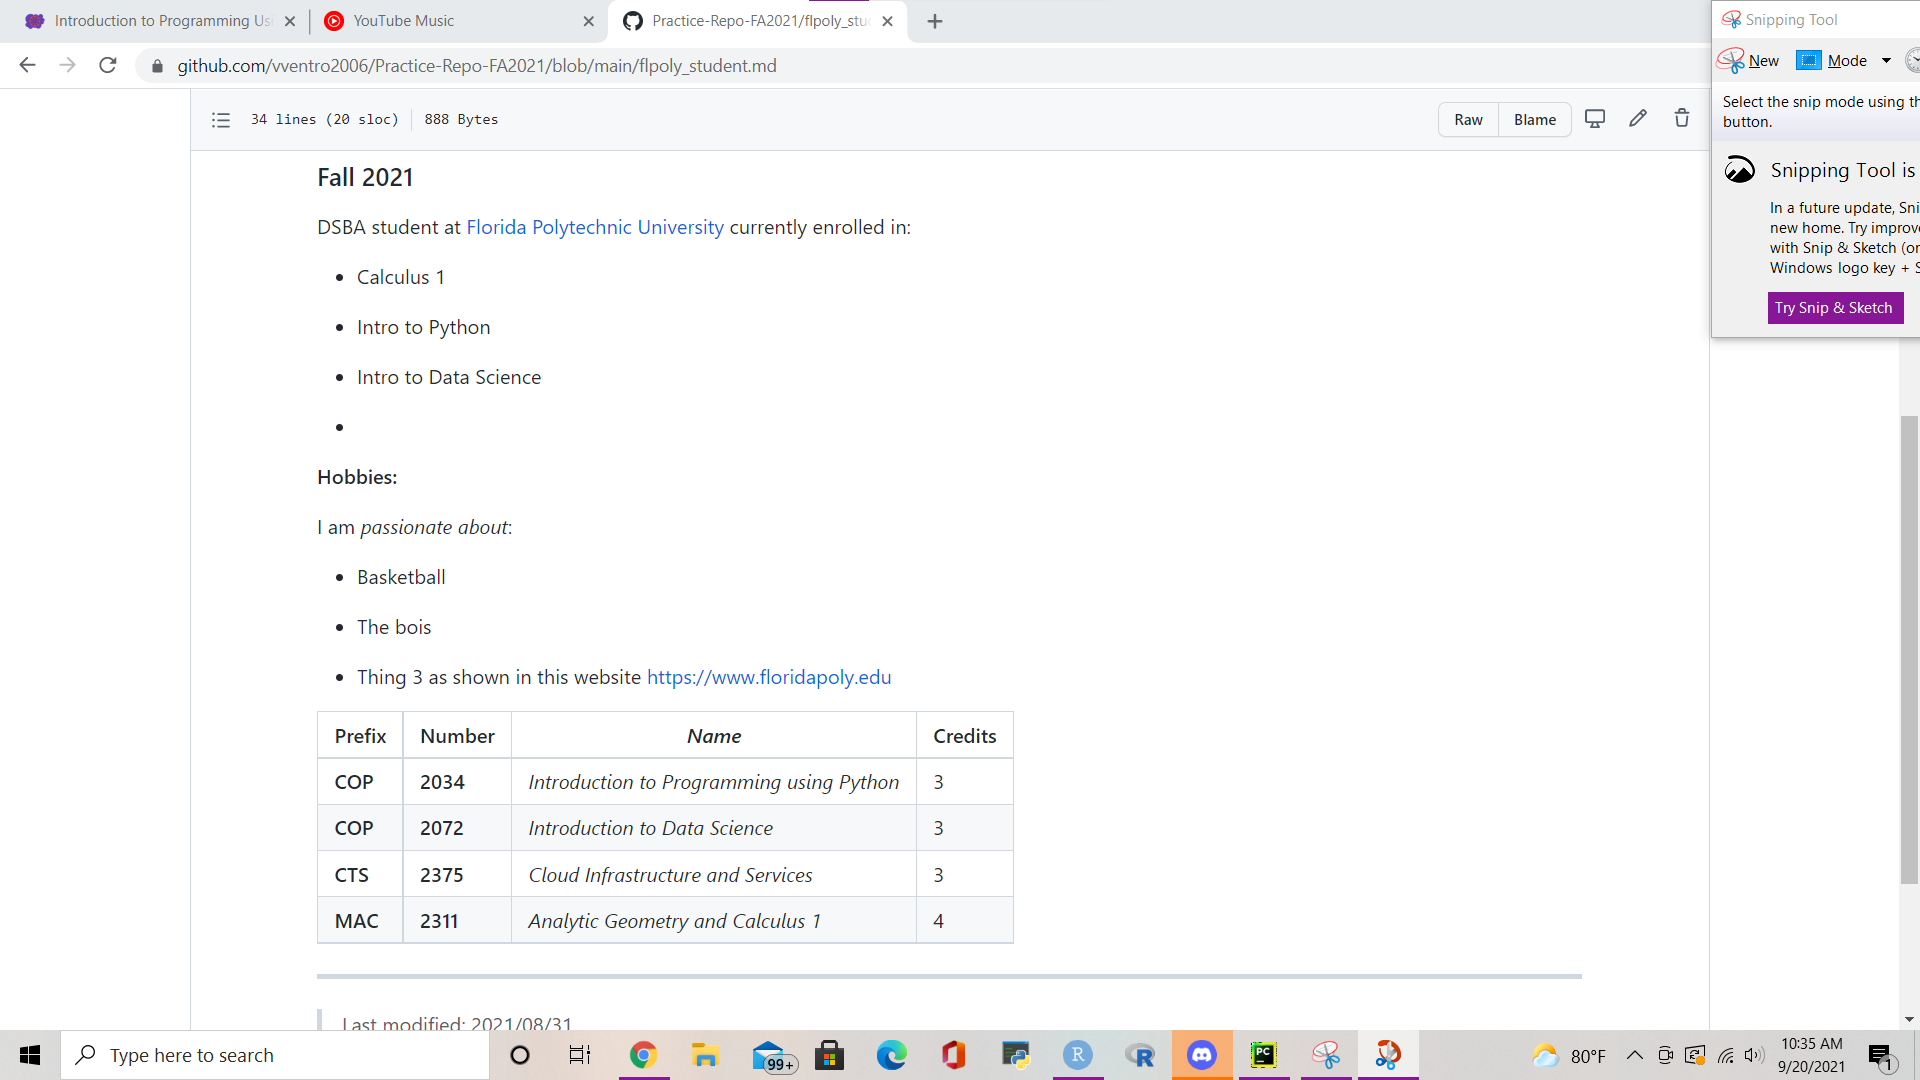 Introduction to Programming Us
YouTube Music
Practice-Repo-FA2021/flpoly_stu
Snipping Tool
github.com/vventro2006/Practice-Repo-FA2021/blob/main/flpoly_student.md
New Mode
Select the snip mode using th
button.
34 lines (20 sloc) 888 Bytes
Raw Blame
Snipping Tool is
In a future update, Sni
new home. Try improve
with Snip & Sketch (or
Windows logo key + S
Try Snip & Sketch
Fall 2021
DSBA student at Florida Polytechnic University currently enrolled in:
Calculus 1
Intro to Python
Intro to Data Science
Hobbies:
I am passionate about:
Basketball
The bois
Thing 3 as shown in this website https://www.floridapoly.edu
Prefix Number Name Credits
COP 2034 Introduction to Programming using Python 3
COP 2072 Introduction to Data Science 3
CTS 2375 Cloud Infrastructure and Services 3
MAC 2311 Analytic Geometry and Calculus 1 4
Last modified: 2021/08/31
Type here to search
99+
R
R
PC
80°F
10:35 AM
9/20/2021
1